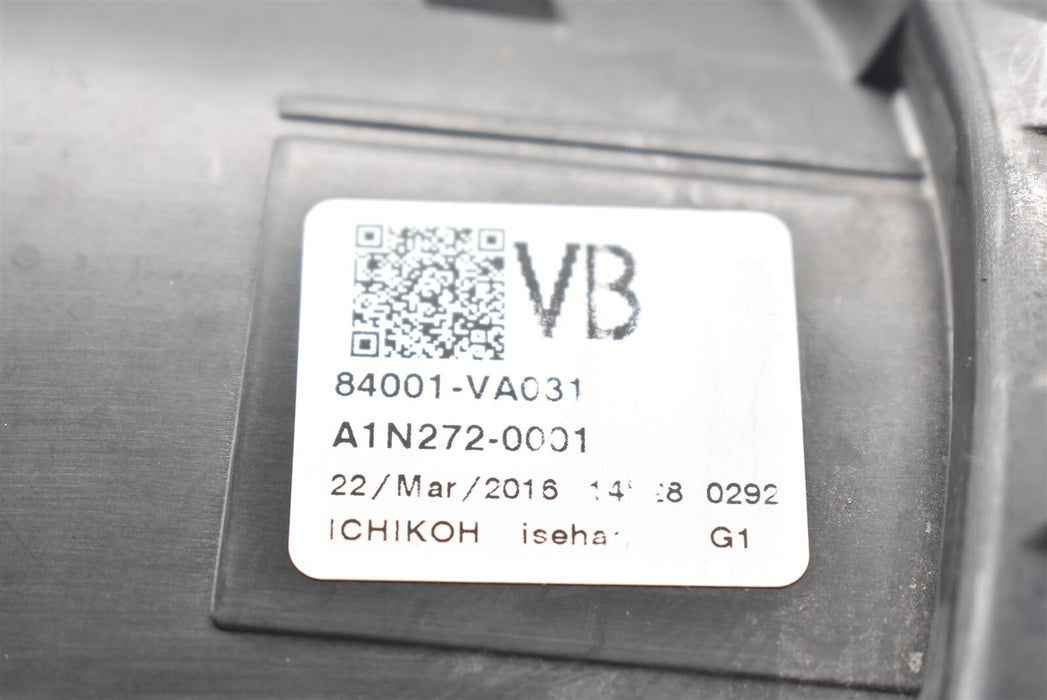 VB
84001-VA031
A1N272-0001
22/Mar/2016 0292
ICHIKOH G1